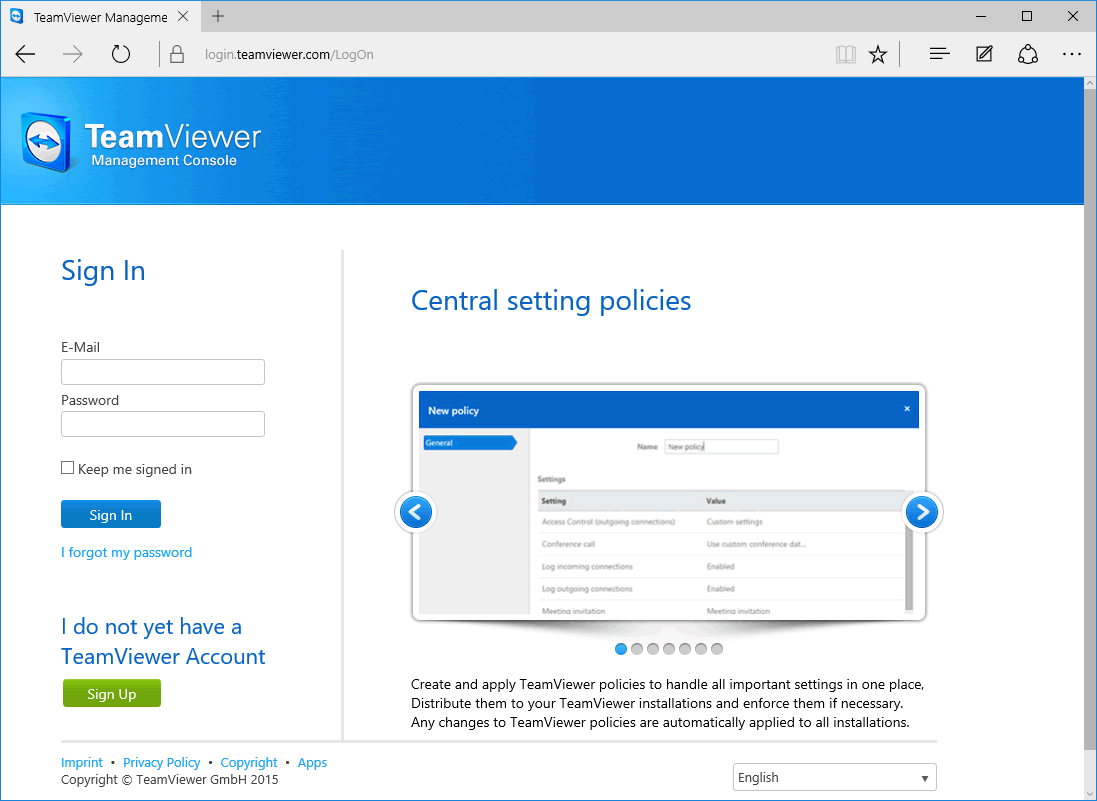 TeamViewer Manageme
login.teamviewer.com/LogOn
TeamViewer
Management Console
Sign In
E-Mail
Password
Keep me signed in
Sign In
I forgot my password
I do not yet have a
TeamViewer Account
Sign Up
Central setting policies
New policy
General
Name New policy
Settings
Setting Value
Access Control (outgoing connections) Custom settings
Conference call Use custom conference dat...
Log incoming connections Enabled
Log outgoing connections Enabled
Meeting invitation Meeting invitation
Create and apply TeamViewer policies to handle all important settings in one place,
Distribute them to your TeamViewer installations and enforce them if necessary.
Any changes to TeamViewer policies are automatically applied to all installations.
Imprint • Privacy Policy • Copyright • Apps
Copyright © TeamViewer GmbH 2015
English